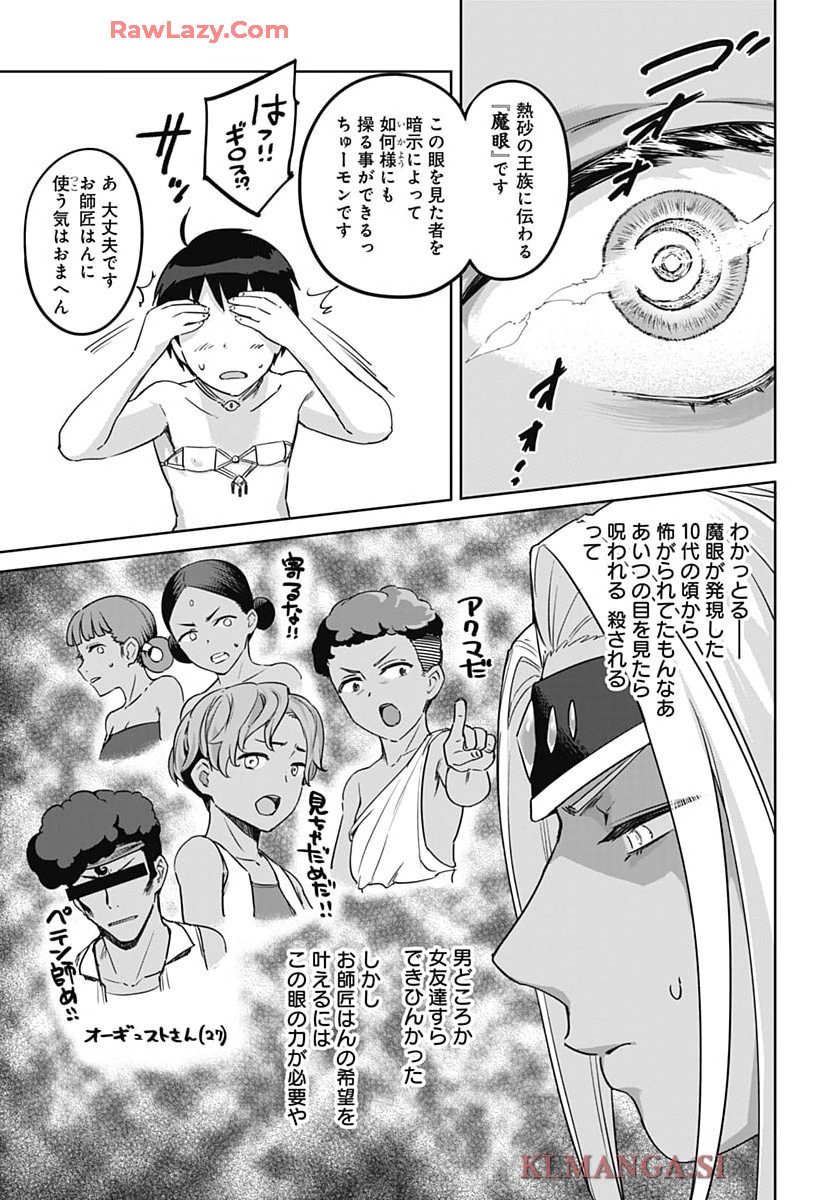 RawLazy.Com
熱砂の王族に伝わる
『魔眼』です
この眼を見た者を
暗示によって
如何様にも
いかよう
操る事ができるっ
ちゅーモンです
はっ!!
ギロス!?
あ 大丈夫です
お師匠はんに
使う気はおまへん
つこ
わかっとる——
魔眼が発現した
10代の頃から
怖がられてたもんなあ
あいつの目を見たら
呪われる 殺される
って
アクマだ
寄るな!!
見ちゃだめだ!!
ペテン師め!!
オーギュストさん(27)
男どころか
女友達すら
できひんかった
しかし
お師匠はんの希望を
叶えるには
この眼の力が必要や
KLMANGA.SI